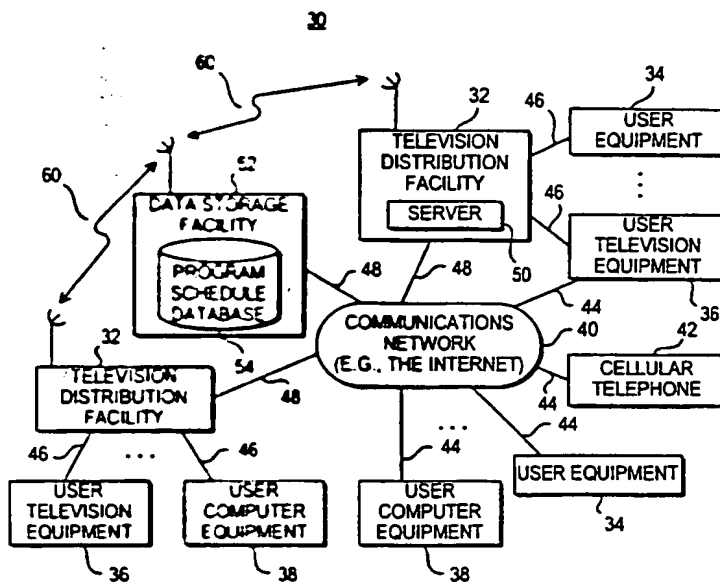 30
60
60
32
TELEVISION
DISTRIBUTION
FACILITY
SERVER
50
46
34
USER
EQUIPMENT
46
USER
TELEVISION
EQUIPMENT
36
52
DATA STORAGE
FACILITY
PROGRAM
SCHEDULE
DATABASE
54
48
48
44
COMMUNICATIONS
NETWORK
(E.G., THE INTERNET)
40
42
CELLULAR
TELEPHONE
44
44
32
TELEVISION
DISTRIBUTION
FACILITY
48
46
...
46
USER
TELEVISION
EQUIPMENT
36
USER
COMPUTER
EQUIPMENT
38
...
44
USER
COMPUTER
EQUIPMENT
38
USER EQUIPMENT
34